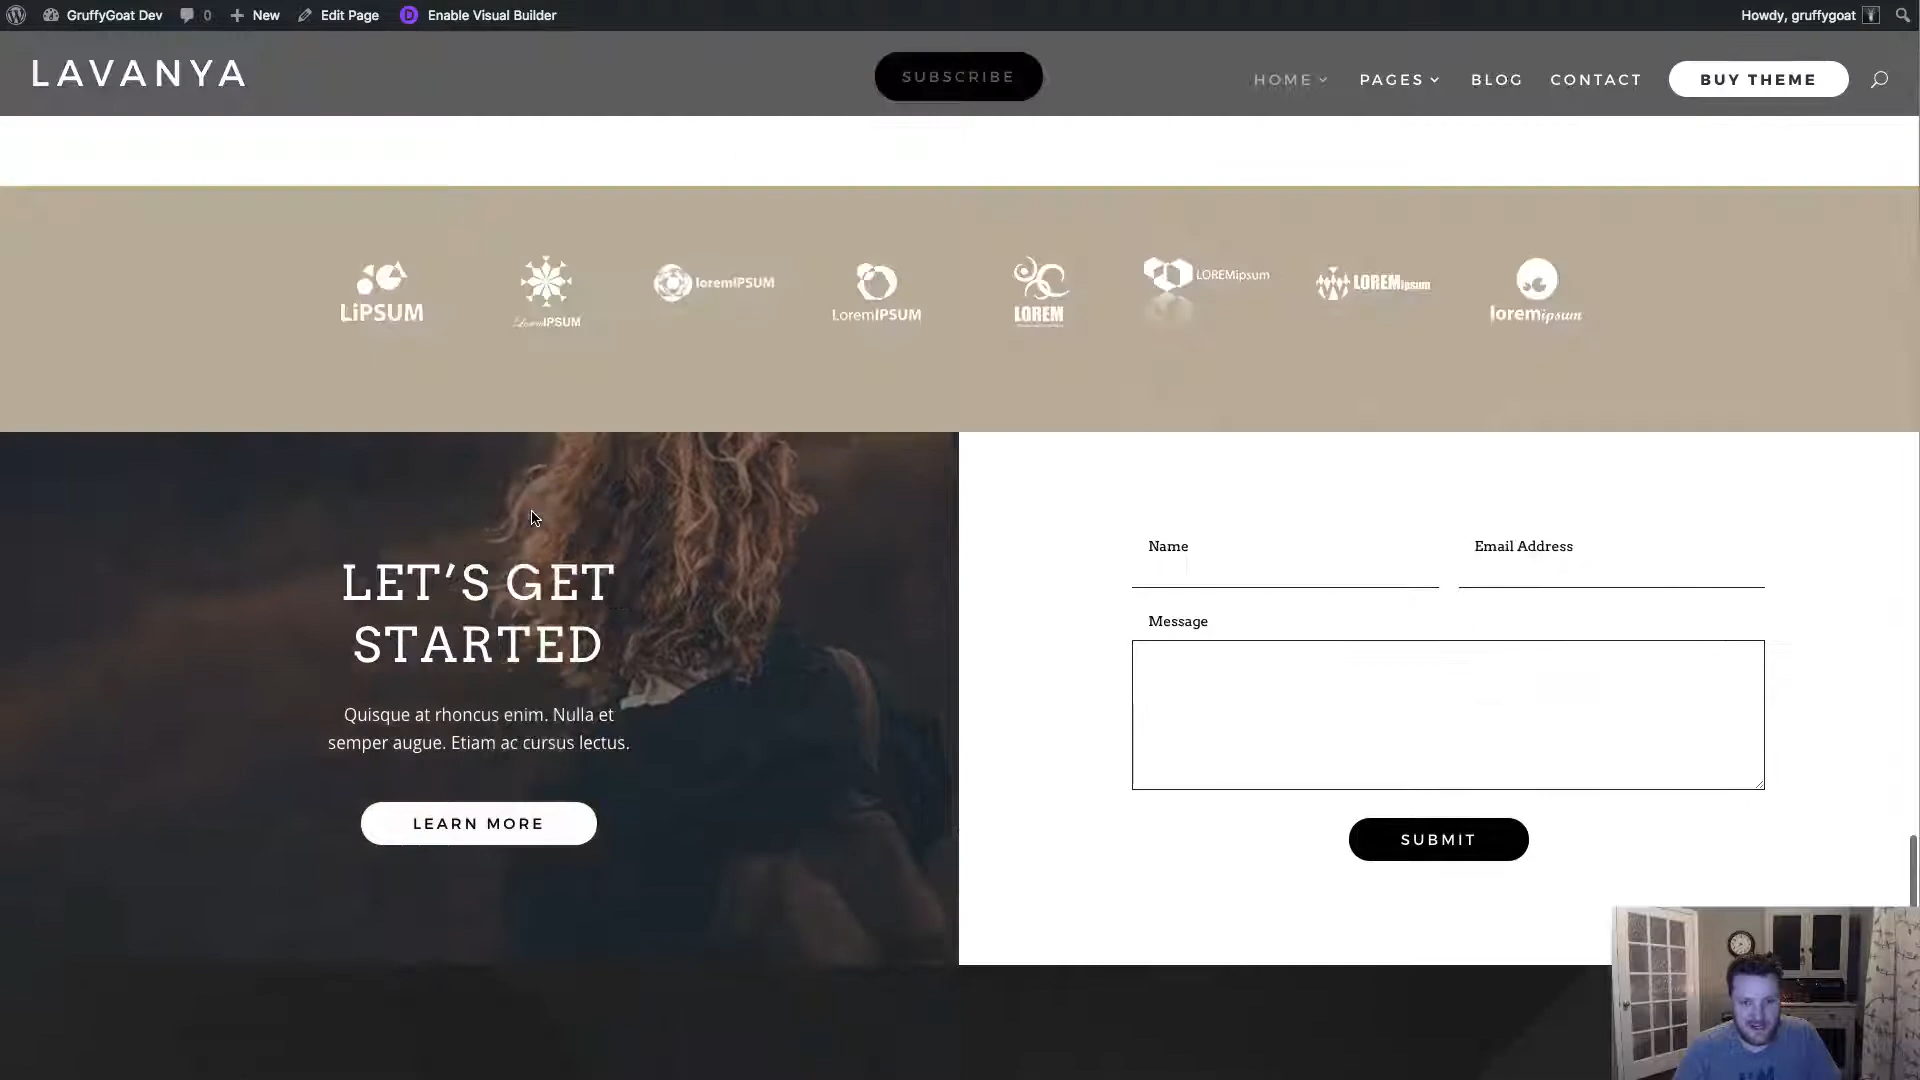 GruffyGoat Dev 0 New Edit Page Enable Visual Builder Howdy, gruffygoat
LAVANYA
SUBSCRIBE
HOME PAGES BLOG CONTACT BUY THEME
LiPSUM
LoremIPSUM
loremIPSUM
LoremIPSUM
LOREM
LOREMipsum
LOREMipsum
loremipsum
LET’S GET
STARTED
Quisque at rhoncus enim. Nulla et
semper augue. Etiam ac cursus lectus.
LEARN MORE
Name
Email Address
Message
SUBMIT